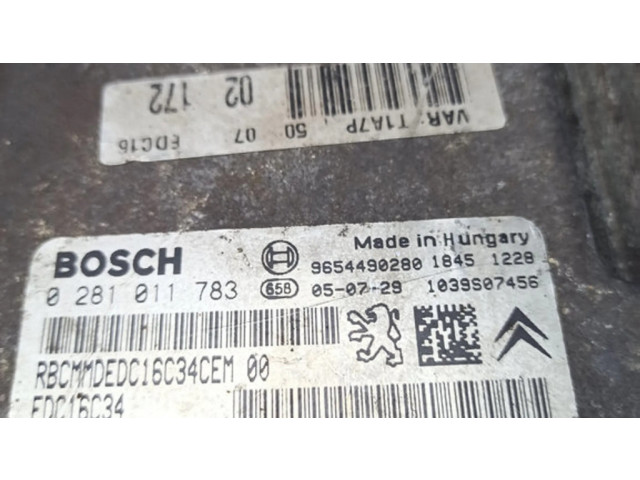 VAR: T1A7P 50 07 02 172
EDC16
BOSCH
Made in Hungary
9654490280 1845 1228
0 281 011 783 658 05-07-29 1039S07456
RBCMMDEDC16C34CEM 00
EDC16C34